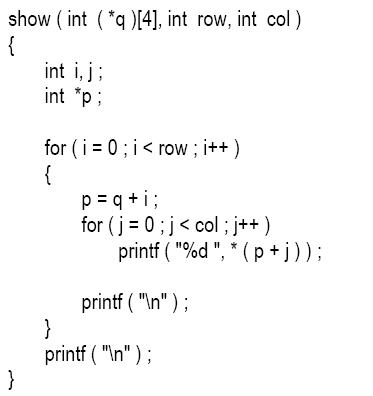 show ( int ( *q )[4], int row, int col )
{
int i, j ;
int *p ;
for ( i = 0 ; i < row ; i++ )
{
p = q + i ;
for ( j = 0 ; j < col ; j++ )
printf ( "%d ", * ( p + j ) ) ;
printf ( "\n" ) ;
}
printf ( "\n" ) ;
}